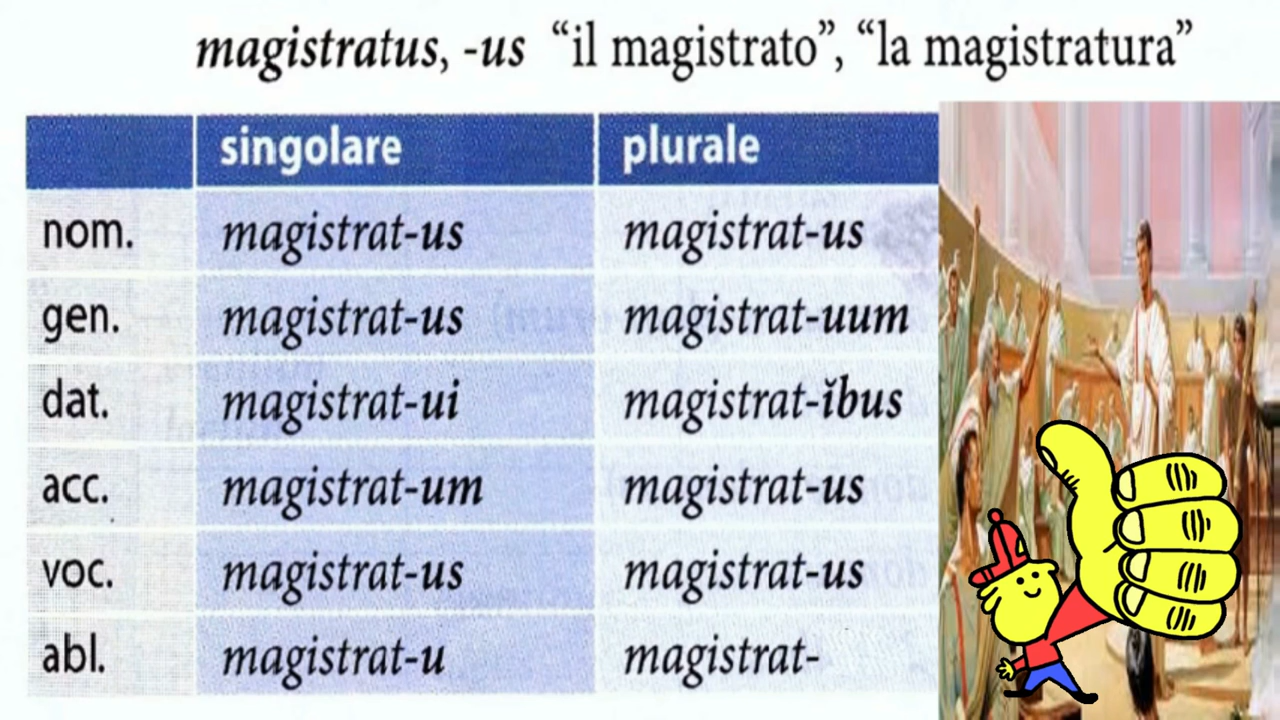 magistratus, -us “il magistrato”, “la magistratura”
singolare plurale
nom. magistrat-us magistrat-us
gen. magistrat-us magistrat-uum
dat. magistrat-ui magistrat-ĭbus
acc. magistrat-um magistrat-us
voc. magistrat-us magistrat-us
abl. magistrat-u magistrat-